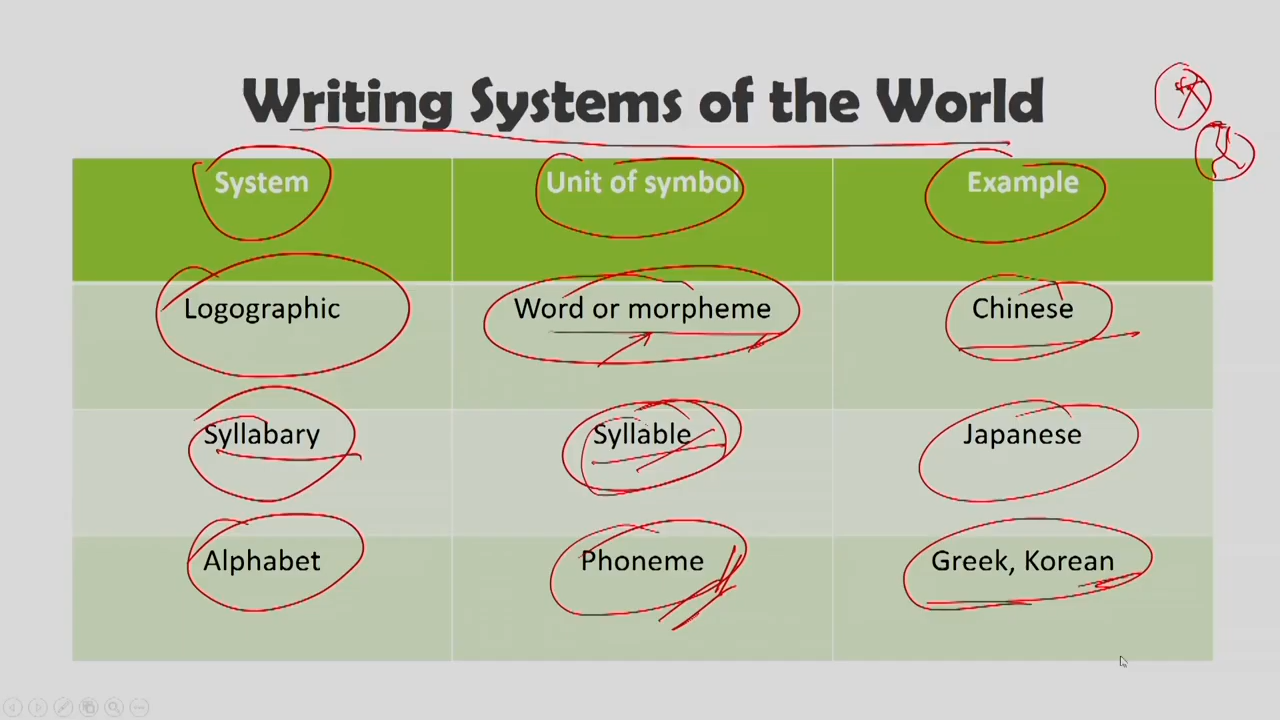 Writing Systems of the World
System Unit of symbol Example
Logographic Word or morpheme Chinese
Syllabary Syllable Japanese
Alphabet Phoneme Greek, Korean